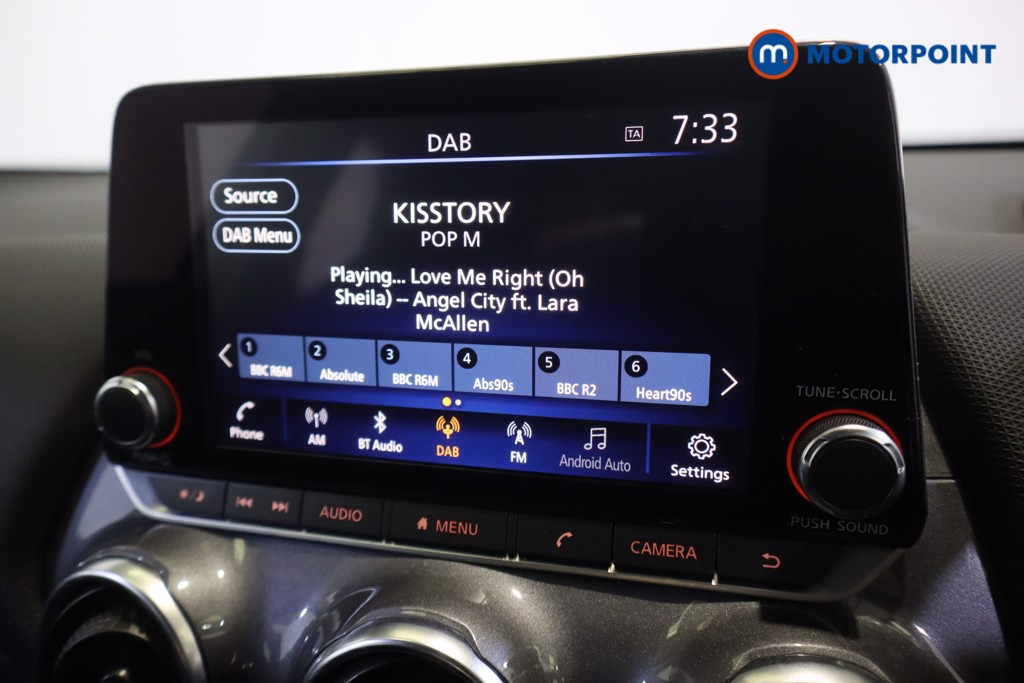 m. MOTORPOINT
DAB
TA
7:33
Source
DAB Menu
KISSTORY
POP M
Playing... Love Me Right (Oh
Sheila) -- Angel City ft. Lara
McAllen
1 BBC R6M
2 Absolute
3 BBC R6M
4 Abs90s
5 BBC R2
6 Heart90s
Phone
AM
BT Audio
DAB
FM
Android Auto
Settings
VOL
TUNE·SCROLL
PUSH
PUSH SOUND
AUDIO
MENU
CAMERA